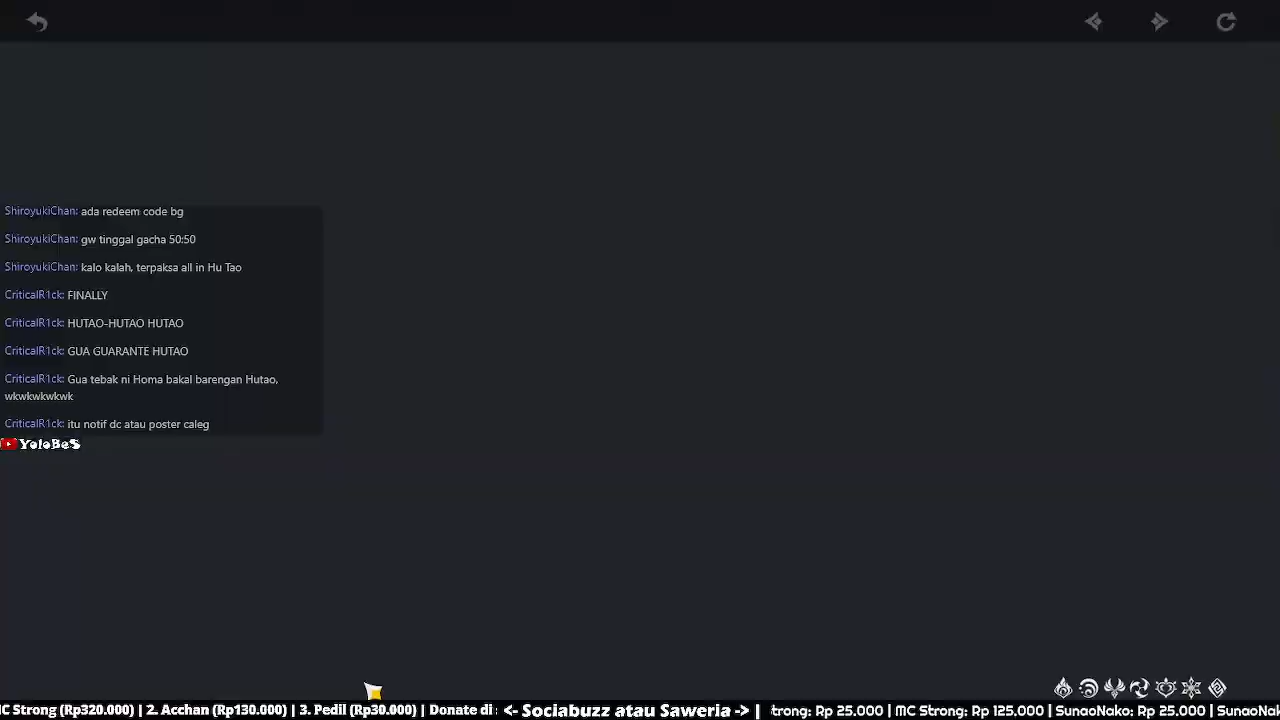 ShiroyukiChan: ada redeem code bg
ShiroyukiChan: gw tinggal gacha 50:50
ShiroyukiChan: kalo kalah, terpaksa all in Hu Tao
CriticalR1ck: FINALLY
CriticalR1ck: HUTAO-HUTAO HUTAO
CriticalR1ck: GUA GUARANTE HUTAO
CriticalR1ck: Gua tebak ni Homa bakal barengan Hutao,
wkwkwkwkwk
CriticalR1ck: itu notif dc atau poster caleg
YoloBeS
MC Strong (Rp320.000) | 2. Acchan (Rp130.000) | 3. Pedil (Rp30.000) | Donate di : <- Sociabuzz atau Saweria -> | Strong: Rp 25.000 | MC Strong: Rp 125.000 | SunaoNako: Rp 25.000 | SunaoNak